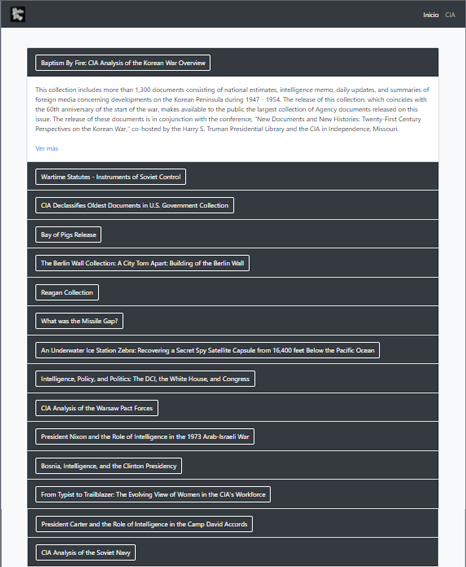 Inicio CIA
Baptism By Fire: CIA Analysis of the Korean War Overview
This collection includes more than 1,300 documents consisting of national estimates, intelligence memo, daily updates, and summaries of
foreign media concerning developments on the Korean Peninsula during 1947 - 1954. The release of this collection, which coincides with
the 60th anniversary of the start of the war, makes available to the public the largest collection of Agency documents released on this
issue. The release of these documents is in conjunction with the conference, "New Documents and New Histories: Twenty-First Century
Perspectives on the Korean War," co-hosted by the Harry S. Truman Presidential Library and the CIA in Independence, Missouri.
Ver más
Wartime Statutes - Instruments of Soviet Control
CIA Declassifies Oldest Documents in U.S. Government Collection
Bay of Pigs Release
The Berlin Wall Collection: A City Torn Apart: Building of the Berlin Wall
Reagan Collection
What was the Missile Gap?
An Underwater Ice Station Zebra: Recovering a Secret Spy Satellite Capsule from 16,400 feet Below the Pacific Ocean
Intelligence, Policy, and Politics: The DCI, the White House, and Congress
CIA Analysis of the Warsaw Pact Forces
President Nixon and the Role of Intelligence in the 1973 Arab-Israeli War
Bosnia, Intelligence, and the Clinton Presidency
From Typist to Trailblazer: The Evolving View of Women in the CIA's Workforce
President Carter and the Role of Intelligence in the Camp David Accords
CIA Analysis of the Soviet Navy